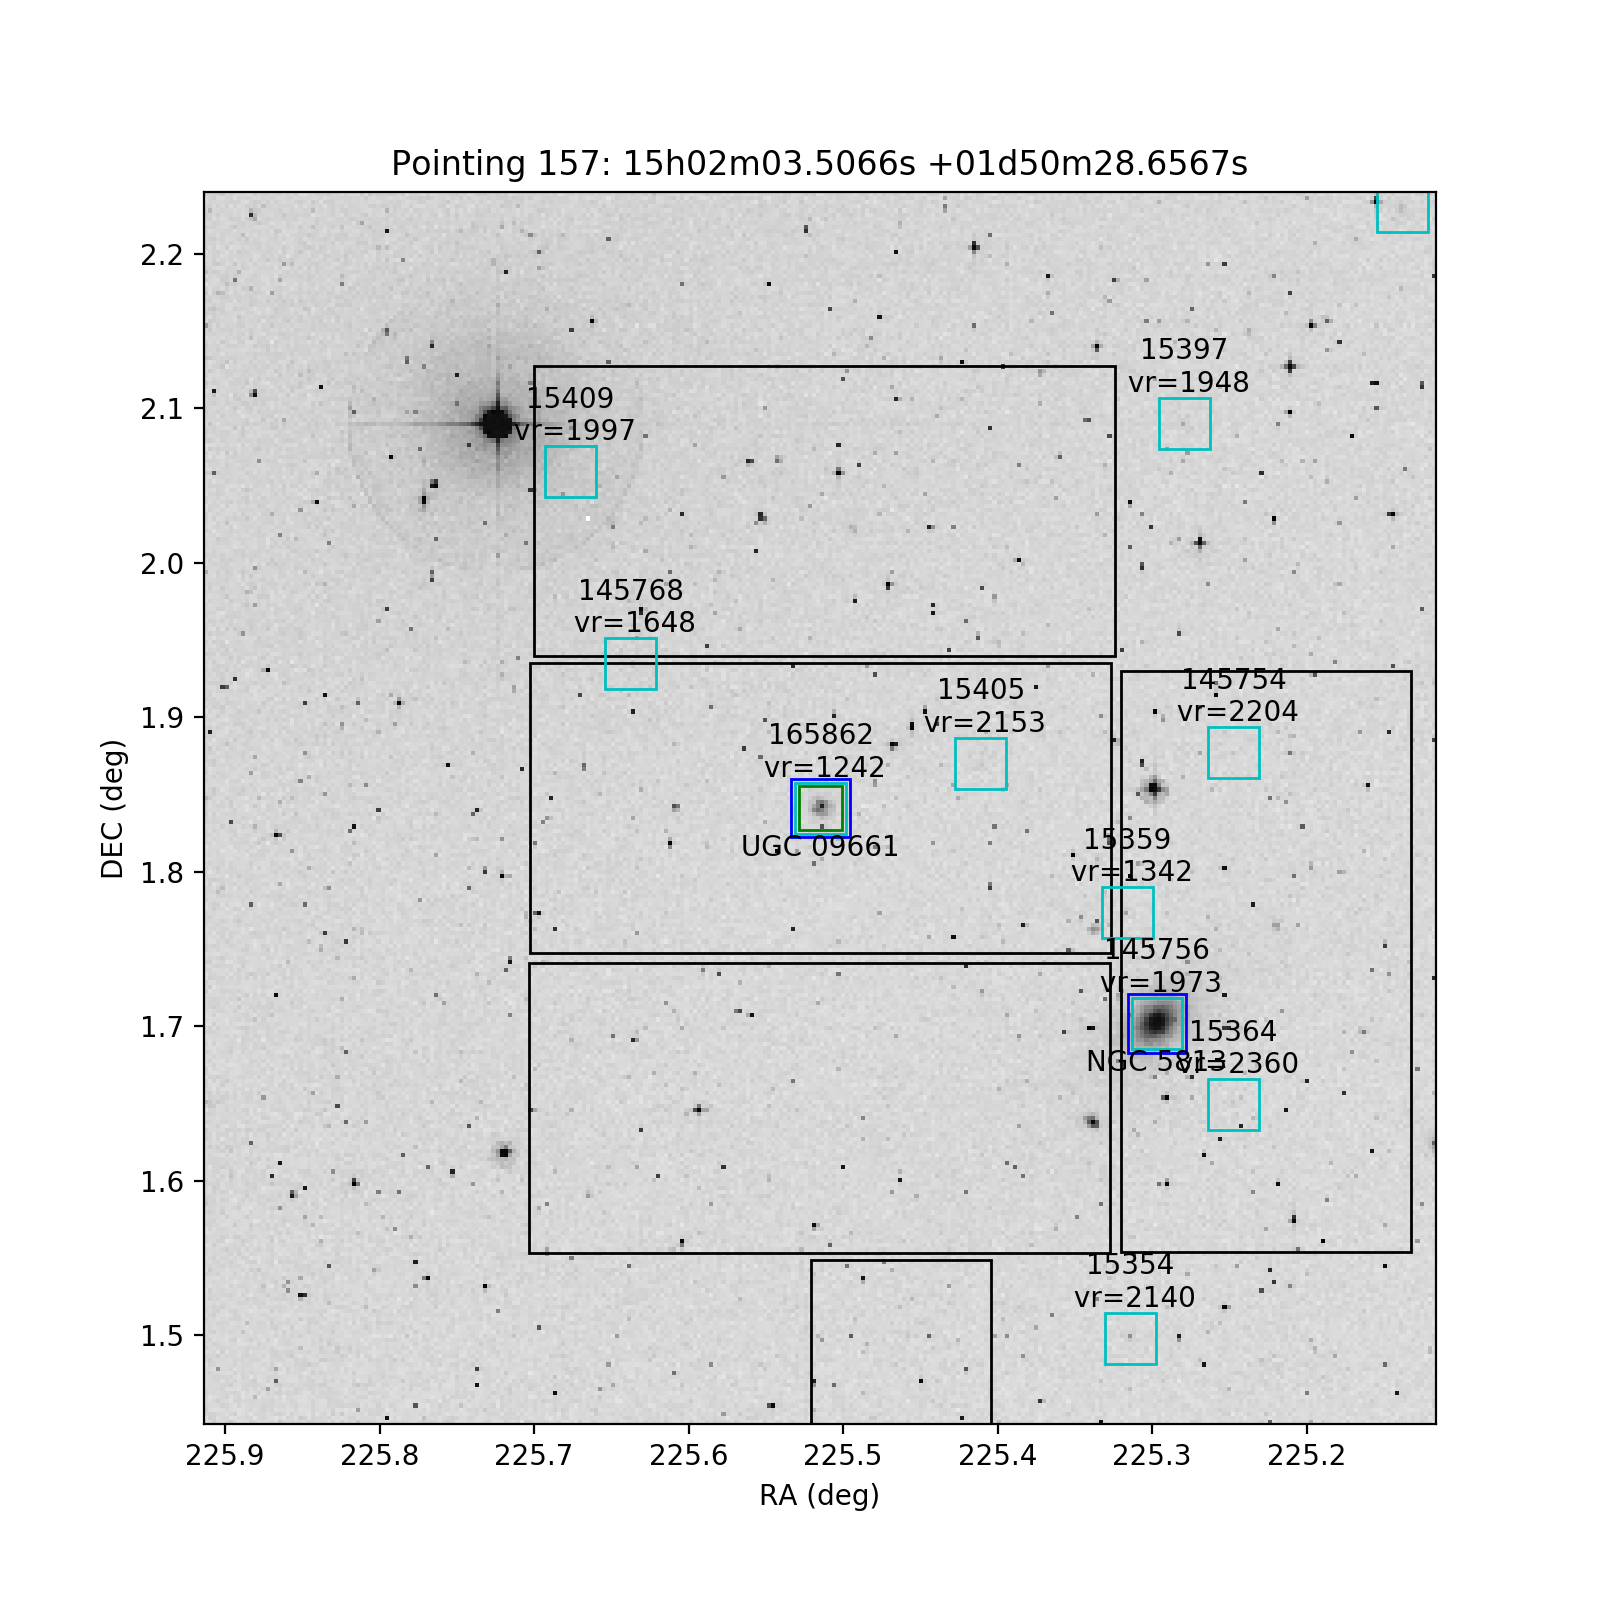 Pointing 157: 15h02m03.5066s +01d50m28.6567s
2.2
2.1
2.0
1.9
1.8
1.7
1.6
1.5
DEC (deg)
15397
vr=1948
15409
vr=1997
145768
vr=1648
15405
vr=2153
145754
vr=2204
165862
vr=1242
UGC 09661
15359
vr=1342
145756
vr=1973
NGC 5813
15364
vr=2360
15354
vr=2140
225.9
225.8
225.7
225.6
225.5
225.4
225.3
225.2
RA (deg)